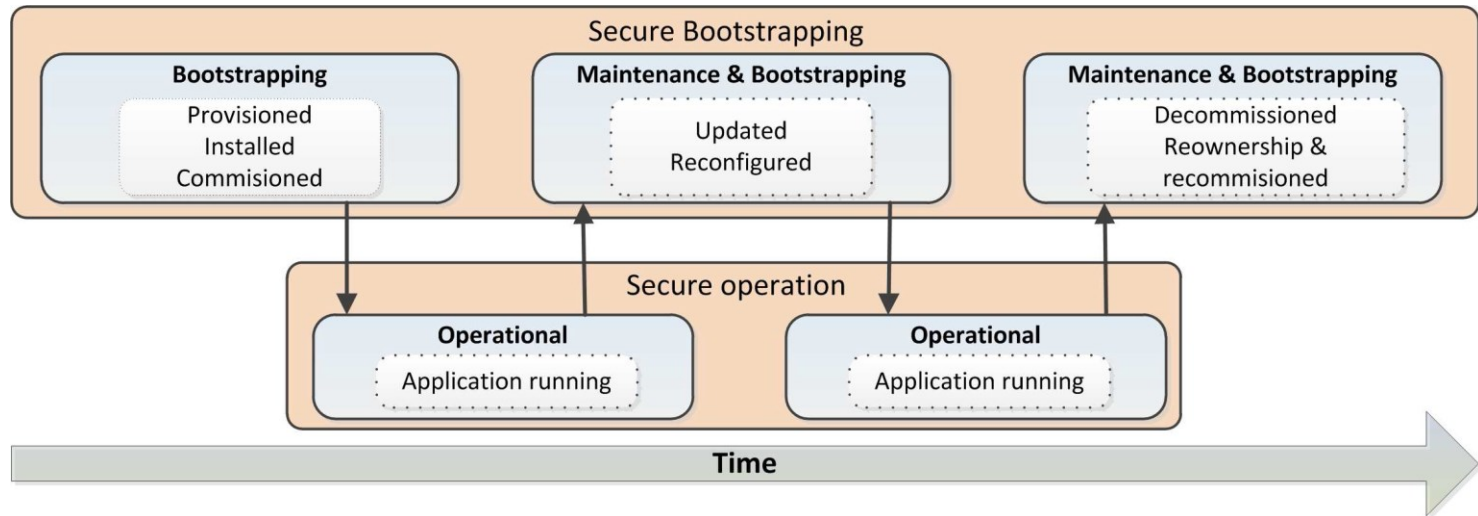 Secure Bootstrapping
Bootstrapping
Provisioned
Installed
Commisioned
Maintenance & Bootstrapping
Updated
Reconfigured
Maintenance & Bootstrapping
Decommissioned
Reownership &
recommisioned
Secure operation
Operational
Application running
Operational
Application running
Time